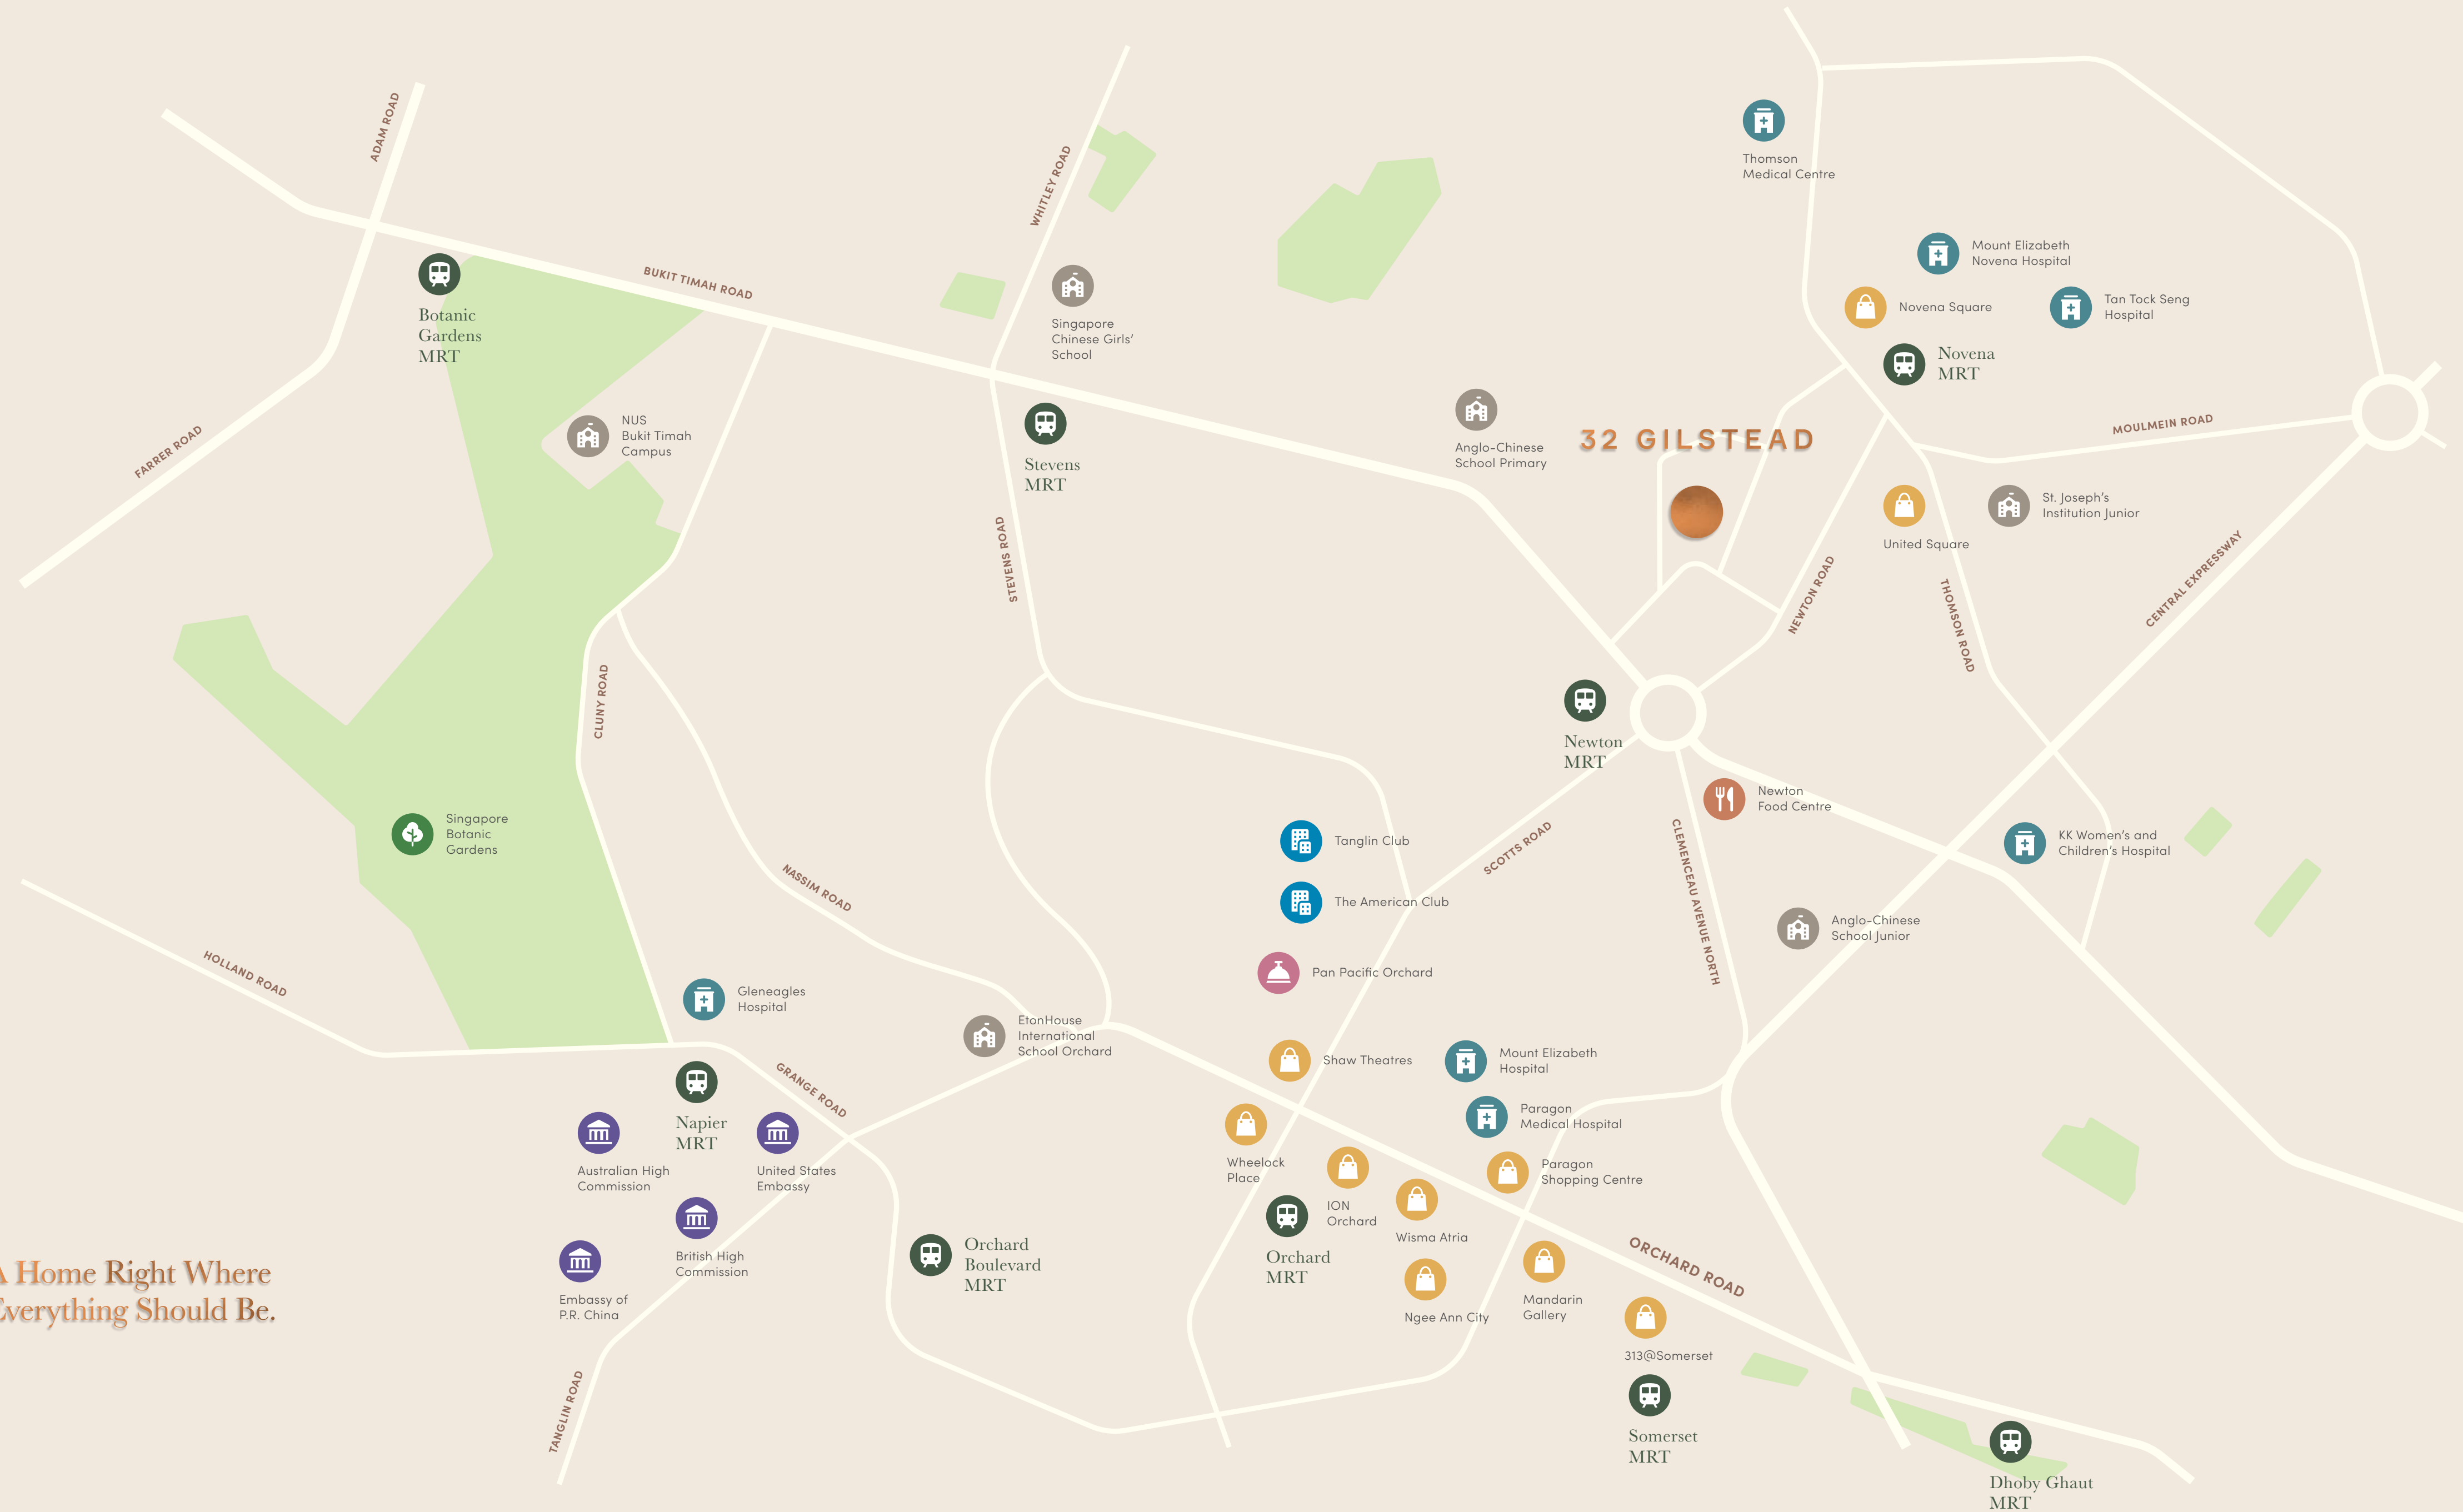 ADAM ROAD
WHITLEY ROAD
Thomson
Medical Centre
Mount Elizabeth
Novena Hospital
Novena Square
Tan Tock Seng
Hospital
Novena
MRT
BUKIT TIMAH ROAD
Botanic
Gardens
MRT
Singapore
Chinese Girls'
School
NUS
Bukit Timah
Campus
FARRER ROAD
Stevens
MRT
STEVENS ROAD
Anglo-Chinese
School Primary
32 GILSTEAD
MOULMEIN ROAD
United Square
St. Joseph's
Institution Junior
NEWTON ROAD
THOMSON ROAD
CENTRAL EXPRESSWAY
CLUNY ROAD
Newton
MRT
Newton
Food Centre
Singapore
Botanic
Gardens
NASSIM ROAD
Tanglin Club
The American Club
SCOTTS ROAD
CLEMENCEAU AVENUE NORTH
KK Women's and
Children's Hospital
Anglo-Chinese
School Junior
HOLLAND ROAD
Gleneagles
Hospital
Pan Pacific Orchard
EtonHouse
International
School Orchard
GRANGE ROAD
Shaw Theatres
Mount Elizabeth
Hospital
Napier
MRT
Paragon
Medical Hospital
Australian High
Commission
United States
Embassy
Wheelock
Place
Paragon
Shopping Centre
ION
Orchard
Wisma Atria
British High
Commission
Orchard
Boulevard
MRT
Orchard
MRT
ORCHARD ROAD
Embassy of
P.R. China
Ngee Ann City
Mandarin
Gallery
313@Somerset
A Home Right Where
Everything Should Be.
TANGLIN ROAD
Somerset
MRT
Dhoby Ghaut
MRT